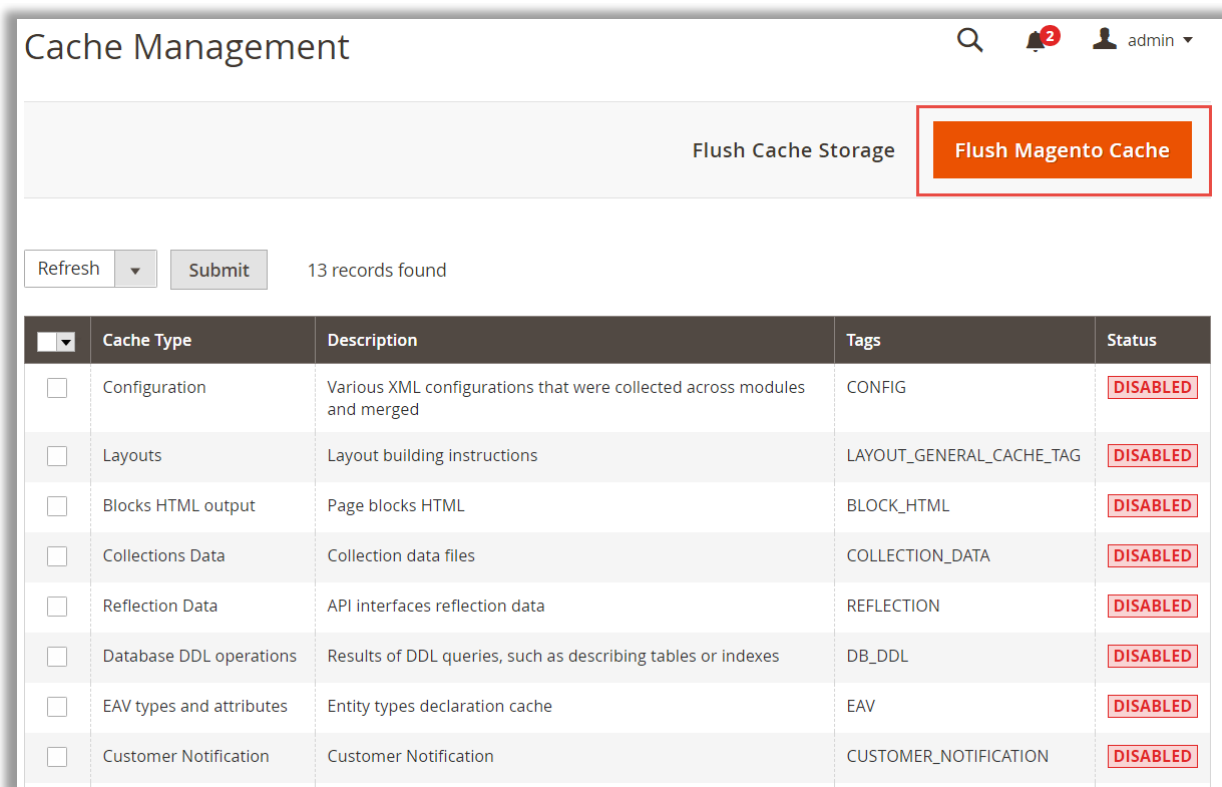 Cache Management
2
admin
Flush Cache Storage
Flush Magento Cache
Refresh
Submit
13 records found
Cache Type Description Tags Status
Configuration Various XML configurations that were collected across modules CONFIG DISABLED
and merged
Layouts Layout building instructions LAYOUT_GENERAL_CACHE_TAG DISABLED
Blocks HTML output Page blocks HTML BLOCK_HTML DISABLED
Collections Data Collection data files COLLECTION_DATA DISABLED
Reflection Data API interfaces reflection data REFLECTION DISABLED
Database DDL operations Results of DDL queries, such as describing tables or indexes DB_DDL DISABLED
EAV types and attributes Entity types declaration cache EAV DISABLED
Customer Notification Customer Notification CUSTOMER_NOTIFICATION DISABLED